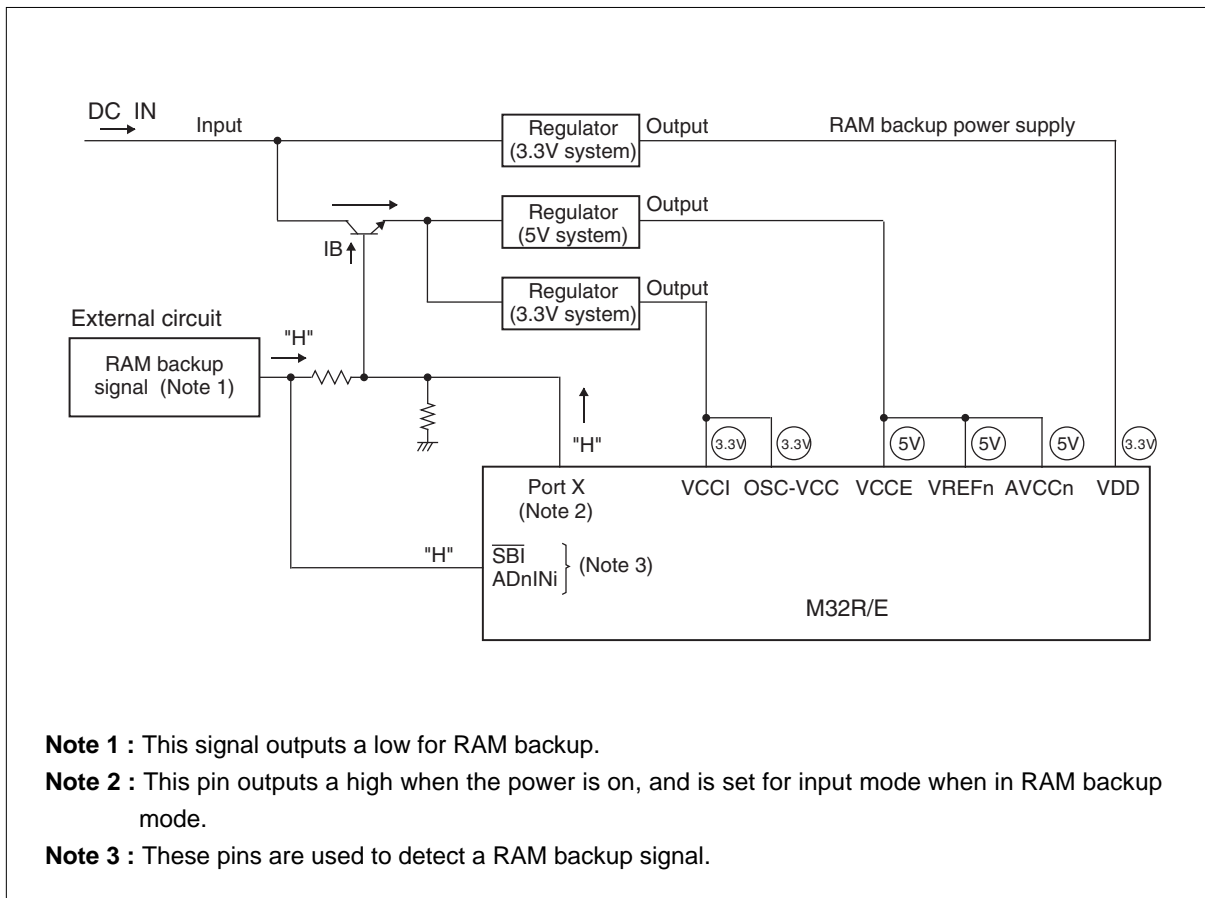 DC IN
Input
Regulator
(3.3V system)
Output
RAM backup power supply
Regulator
(5V system)
Output
IB
Regulator
(3.3V system)
Output
External circuit
"H"
RAM backup
signal (Note 1)
"H"
3.3V
3.3V
5V
5V
5V
3.3V
Port X
(Note 2)
VCCI
OSC-VCC
VCCE
VREFn
AVCCn
VDD
"H"
SBI
ADnINi
(Note 3)
M32R/E
Note 1 : This signal outputs a low for RAM backup.
Note 2 : This pin outputs a high when the power is on, and is set for input mode when in RAM backup
mode.
Note 3 : These pins are used to detect a RAM backup signal.